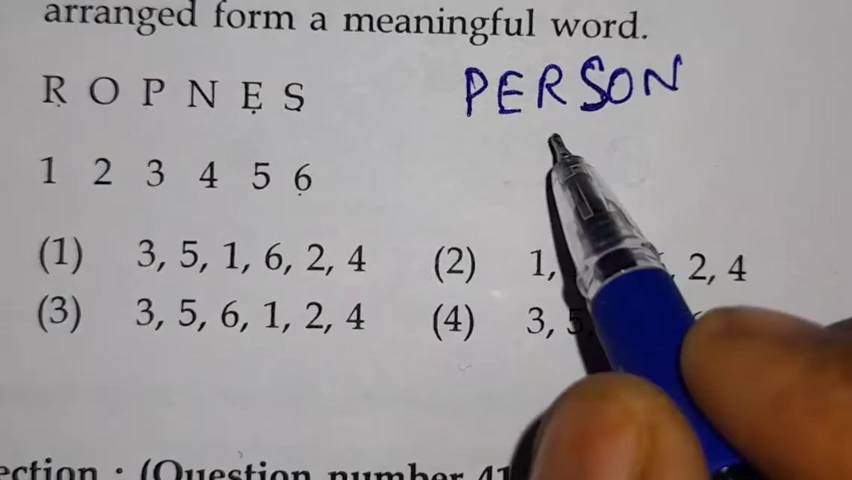 arranged form a meaningful word.
R O P N E S PERSON
1 2 3 4 5 6
(1) 3, 5, 1, 6, 2, 4 (2) 1, 2, 4
(3) 3, 5, 6, 1, 2, 4 (4) 3, 5,
(Question number 41